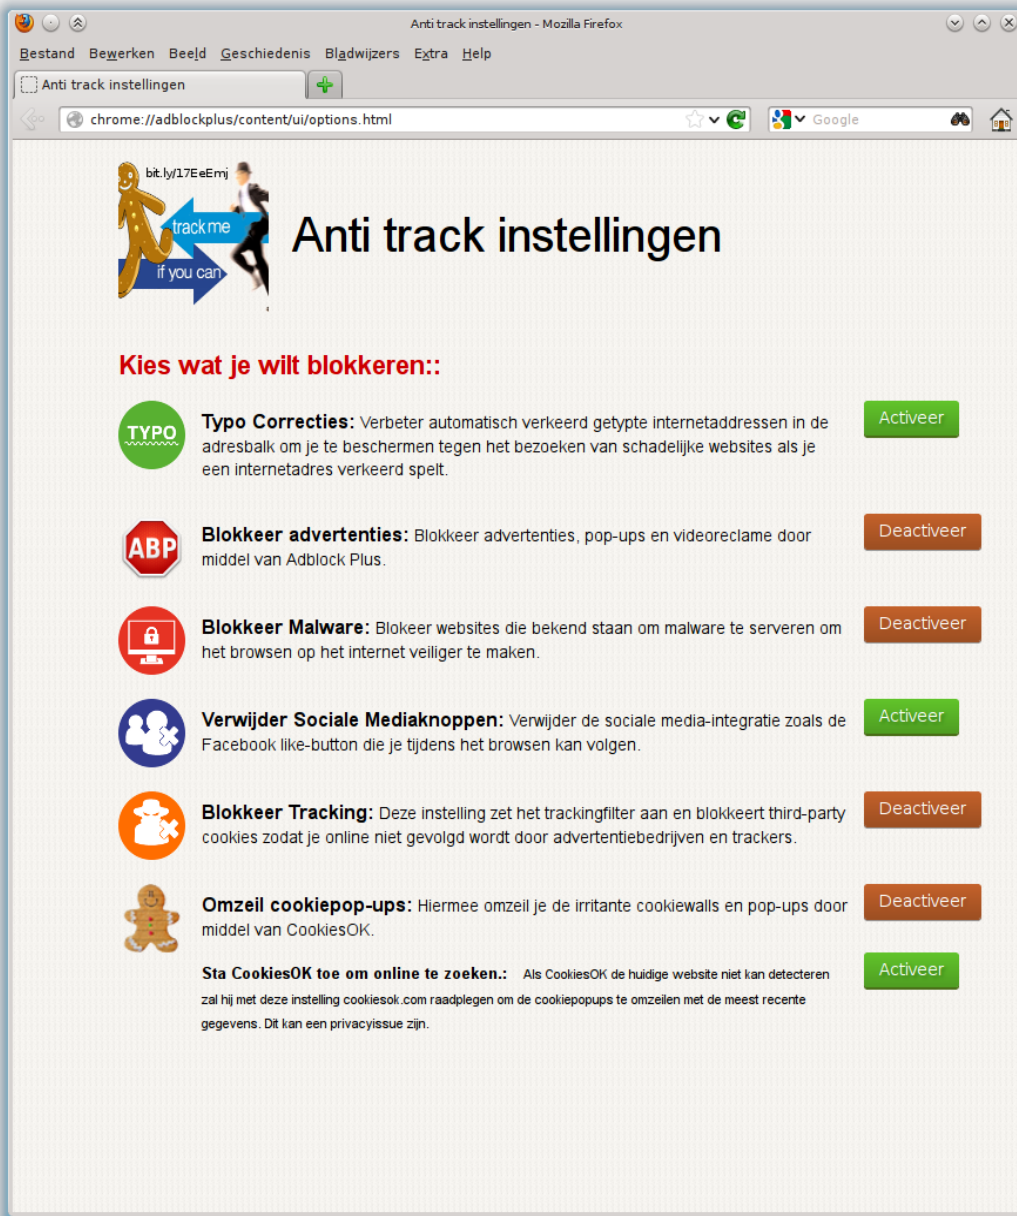 Anti track instellingen - Mozilla Firefox
Bestand Bewerken Beeld Geschiedenis Bladwijzers Extra Help
Anti track instellingen
chrome://adblockplus/content/ui/options.html
Google
bit.ly/17EeEmj
track me
if you can
Anti track instellingen
Kies wat je wilt blokkeren::
TYPO
Typo Correcties: Verbeter automatisch verkeerd getypte internetaddressen in de
adresbalk om je te beschermen tegen het bezoeken van schadelijke websites als je
een internetadres verkeerd spelt.
Activeer
ABP
Blokkeer advertenties: Blokkeer advertenties, pop-ups en videoreclame door
middel van Adblock Plus.
Deactiveer
Blokkeer Malware: Blokeer websites die bekend staan om malware te serveren om
het browsen op het internet veiliger te maken.
Deactiveer
Verwijder Sociale Mediaknoppen: Verwijder de sociale media-integratie zoals de
Facebook like-button die je tijdens het browsen kan volgen.
Activeer
Blokkeer Tracking: Deze instelling zet het trackingfilter aan en blokkeert third-party
cookies zodat je online niet gevolgd wordt door advertentiebedrijven en trackers.
Deactiveer
Omzeil cookiepop-ups: Hiermee omzeil je de irritante cookiewalls en pop-ups door
middel van CookiesOK.
Deactiveer
Sta CookiesOK toe om online te zoeken.: Als CookiesOK de huidige website niet kan detecteren
zal hij met deze instelling cookiesok.com raadplegen om de cookiepopups te omzeilen met de meest recente
gegevens. Dit kan een privacyissue zijn.
Activeer